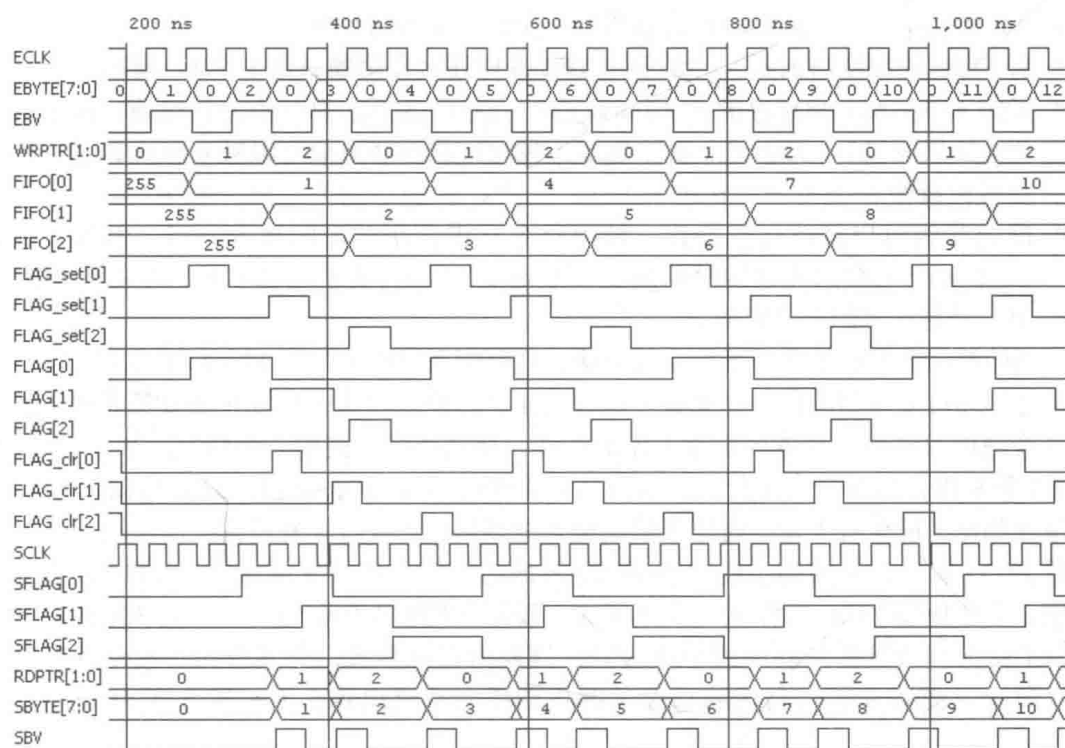 200 ns 400 ns 600 ns 800 ns 1,000 ns
ECLK
EBYTE[7:0] 0 1 0 2 0 3 0 4 0 5 0 6 0 7 0 8 0 9 0 10 0 11 0 12
EBV
WRPTR[1:0] 0 1 2 0 1 2 0 1 2 0 1 2
FIFO[0] 255 1 4 7 10
FIFO[1] 255 2 5 8
FIFO[2] 255 3 6 9
FLAG_set[0]
FLAG_set[1]
FLAG_set[2]
FLAG[0]
FLAG[1]
FLAG[2]
FLAG_clr[0]
FLAG_clr[1]
FLAG clr[2]
SCLK
SFLAG[0]
SFLAG[1]
SFLAG[2]
RDPTR[1:0] 0 1 2 0 1 2 0 1 2 0 1
SBYTE[7:0] 0 1 2 3 4 5 6 7 8 9 10
SBV